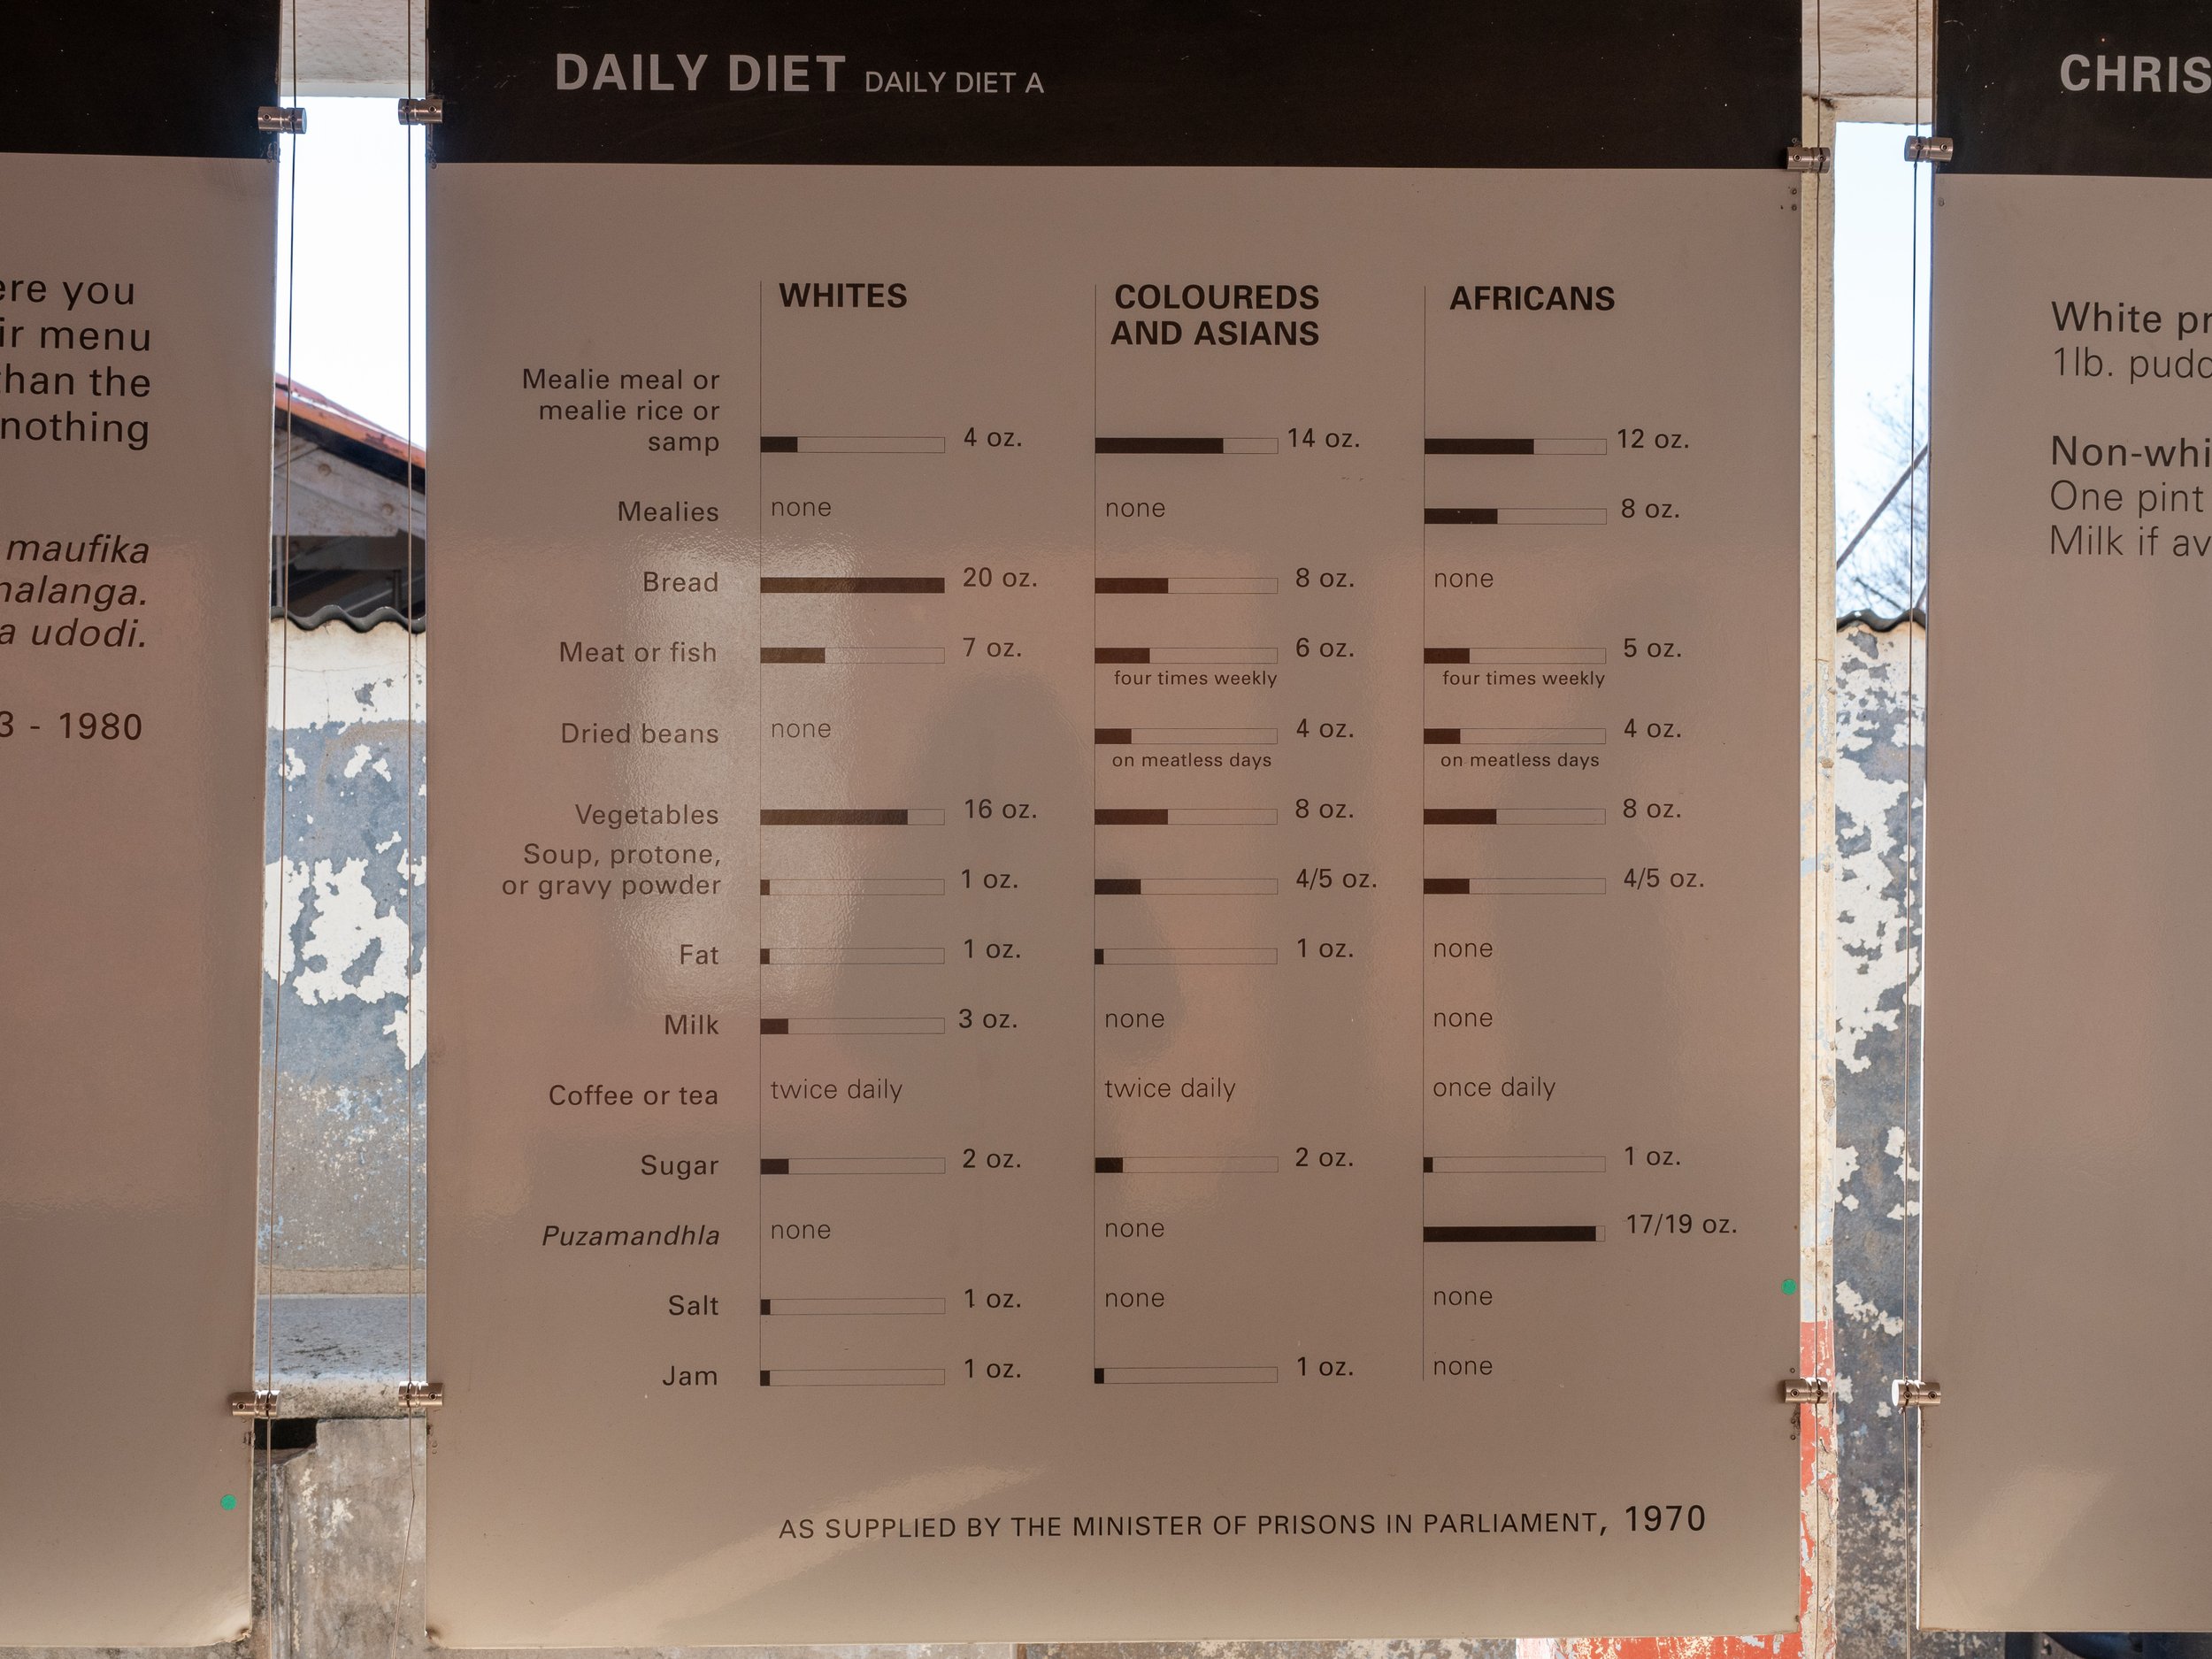 ere you
ir menu
than the
nothing
maufika
nalanga.
a udodi.
3 - 1980
DAILY DIET DAILY DIET A
WHITES
COLOUREDS
AND ASIANS
AFRICANS
Mealie meal or
mealie rice or
samp 4 oz. 14 oz. 12 oz.
Mealies none none 8 oz.
Bread 20 oz. 8 oz. none
Meat or fish 7 oz. 6 oz. 5 oz.
four times weekly four times weekly
Dried beans none 4 oz. 4 oz.
on meatless days on meatless days
Vegetables 16 oz. 8 oz. 8 oz.
Soup, protone,
or gravy powder 1 oz. 4/5 oz. 4/5 oz.
Fat 1 oz. 1 oz. none
Milk 3 oz. none none
Coffee or tea twice daily twice daily once daily
Sugar 2 oz. 2 oz. 1 oz.
Puzamandhla none none 17/19 oz.
Salt 1 oz. none none
Jam 1 oz. 1 oz. none
AS SUPPLIED BY THE MINISTER OF PRISONS IN PARLIAMENT, 1970
CHRIS
White pr
1lb. pudd
Non-whi
One pint
Milk if av